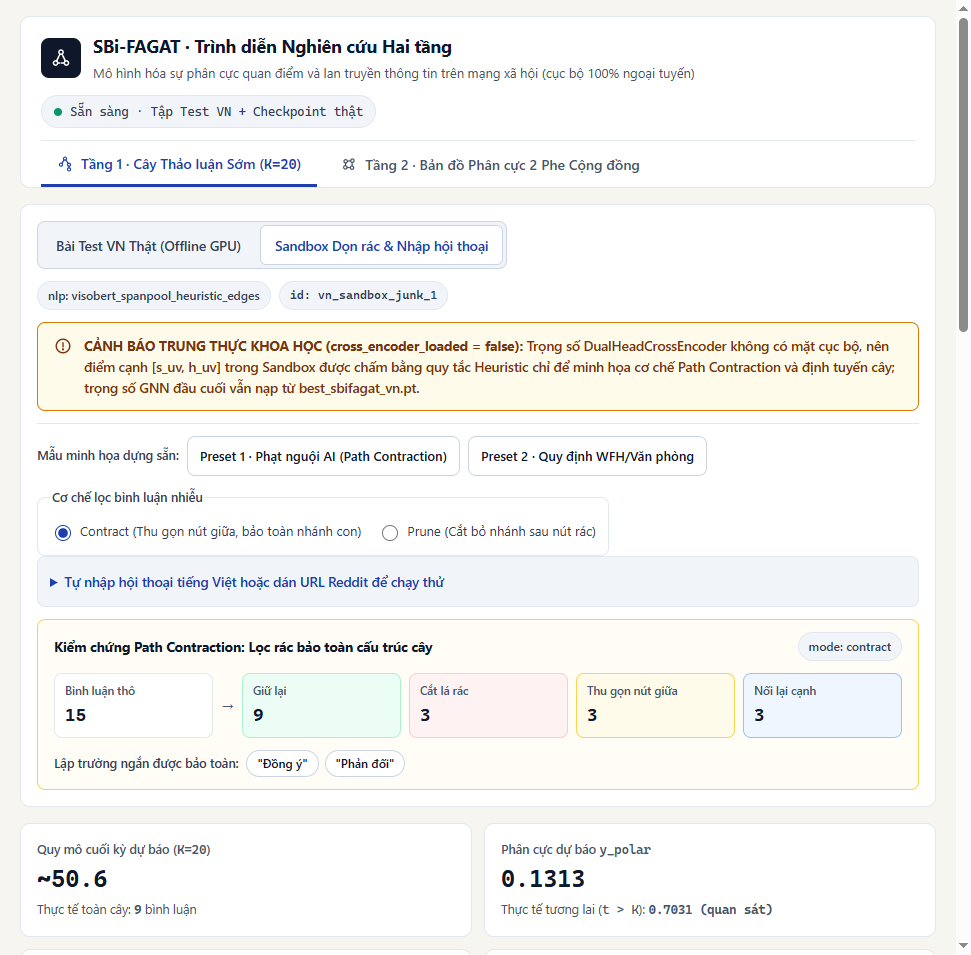 SBi-FAGAT · Trình diễn Nghiên cứu Hai tầng
Mô hình hóa sự phân cực quan điểm và lan truyền thông tin trên mạng xã hội (cục bộ 100% ngoại tuyến)
Sẵn sàng · Tập Test VN + Checkpoint thật
Tầng 1 · Cây Thảo luận Sớm (K=20)
Tầng 2 · Bản đồ Phân cực 2 Phe Cộng đồng
Bài Test VN Thật (Offline GPU)
Sandbox Dọn rác & Nhập hội thoại
nlp: visobert_spanpool_heuristic_edges
id: vn_sandbox_junk_1
CẢNH BÁO TRUNG THỰC KHOA HỌC (cross_encoder_loaded = false): Trọng số DualHeadCrossEncoder không có mặt cục bộ, nên
điểm cạnh [s_uv, h_uv] trong Sandbox được chấm bằng quy tắc Heuristic chỉ để minh họa cơ chế Path Contraction và định tuyến cây;
trọng số GNN đầu cuối vẫn nạp từ best_sbifagat_vn.pt.
Mẫu minh họa dựng sẵn:
Preset 1 · Phạt nguội AI (Path Contraction)
Preset 2 · Quy định WFH/Văn phòng
Cơ chế lọc bình luận nhiễu
Contract (Thu gọn nút giữa, bảo toàn nhánh con)
Prune (Cắt bỏ nhánh sau nút rác)
▶ Tự nhập hội thoại tiếng Việt hoặc dán URL Reddit để chạy thử
Kiểm chứng Path Contraction: Lọc rác bảo toàn cấu trúc cây
mode: contract
Bình luận thô
15
→
Giữ lại
9
Cắt lá rác
3
Thu gọn nút giữa
3
Nối lại cạnh
3
Lập trường ngắn được bảo toàn:
"Đồng ý"
"Phản đối"
Quy mô cuối kỳ dự báo (K=20)
~50.6
Thực tế toàn cây: 9 bình luận
Phân cực dự báo y_polar
0.1313
Thực tế tương lai (t > K): 0.7031 (quan sát)